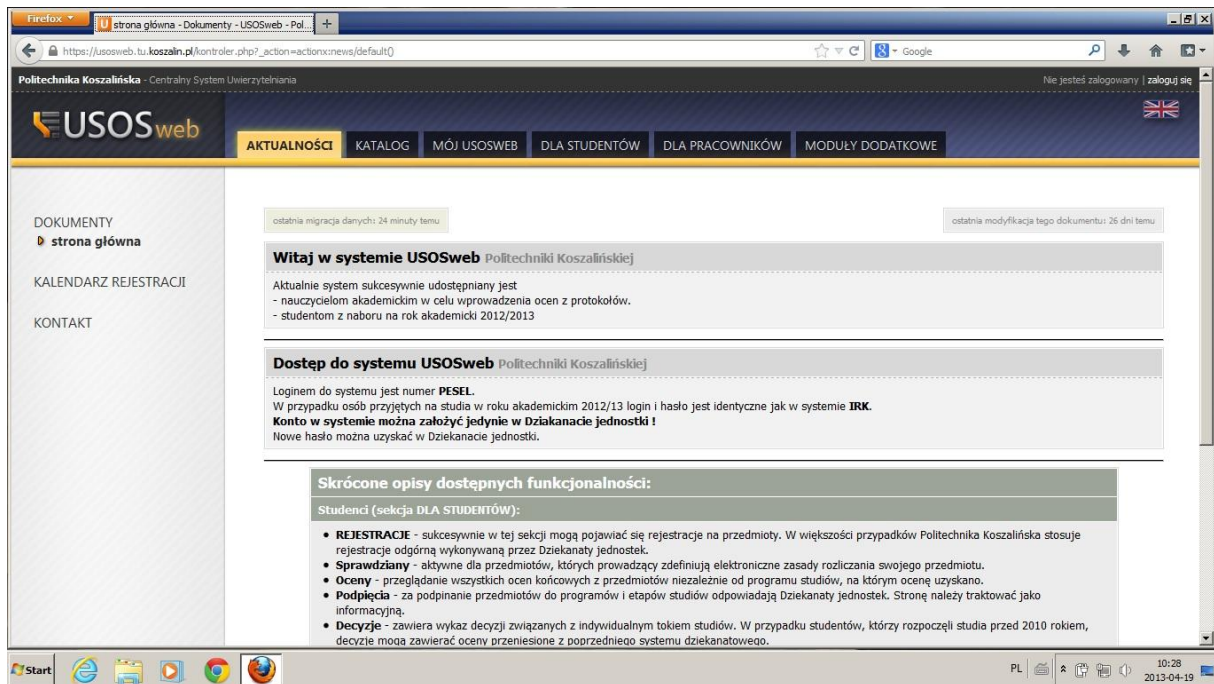 Firefox
strona główna - Dokumenty - USOSweb - Pol...
https://usosweb.tu.koszalin.pl/kontroler.php?_action=actionx:news/default()
Google
Politechnika Koszalińska - Centralny System Uwierzytelniania
Nie jesteś zalogowany | zaloguj się
USOSweb
AKTUALNOŚCI KATALOG MÓJ USOSWEB DLA STUDENTÓW DLA PRACOWNIKÓW MODUŁY DODATKOWE
DOKUMENTY
strona główna
KALENDARZ REJESTRACJI
KONTAKT
ostatnia migracja danych: 24 minuty temu
ostatnia modyfikacja tego dokumentu: 26 dni temu
Witaj w systemie USOSweb Politechniki Koszalińskiej
Aktualnie system sukcesywnie udostępniany jest
- nauczycielom akademickim w celu wprowadzenia ocen z protokołów.
- studentom z naboru na rok akademicki 2012/2013
Dostęp do systemu USOSweb Politechniki Koszalińskiej
Loginem do systemu jest numer PESEL.
W przypadku osób przyjętych na studia w roku akademickim 2012/13 login i hasło jest identyczne jak w systemie IRK.
Konto w systemie można założyć jedynie w Dziakanacie jednostki !
Nowe hasło można uzyskać w Dziekanacie jednostki.
Skrócone opisy dostępnych funkcjonalności:
Studenci (sekcja DLA STUDENTÓW):
• REJESTRACJE - sukcesywnie w tej sekcji mogą pojawiać się rejestracje na przedmioty. W większości przypadków Politechnika Koszalińska stosuje
rejestracje odgórną wykonywaną przez Dziekanaty jednostek.
• Sprawdziany - aktywne dla przedmiotów, których prowadzący zdefiniują elektroniczne zasady rozliczania swojego przedmiotu.
• Oceny - przeglądanie wszystkich ocen końcowych z przedmiotów niezależnie od programu studiów, na którym ocenę uzyskano.
• Podpięcia - za podpinanie przedmiotów do programów i etapów studiów odpowiadają Dziekanaty jednostek. Stronę należy traktować jako
informacyjną.
• Decyzje - zawiera wykaz decyzji związanych z indywidualnym tokiem studiów. W przypadku studentów, którzy rozpoczęli studia przed 2010 rokiem,
decyzje mogą zawierać oceny przeniesione z poprzedniego systemu dziekanatowego.
Start
PL
10:28
2013-04-19